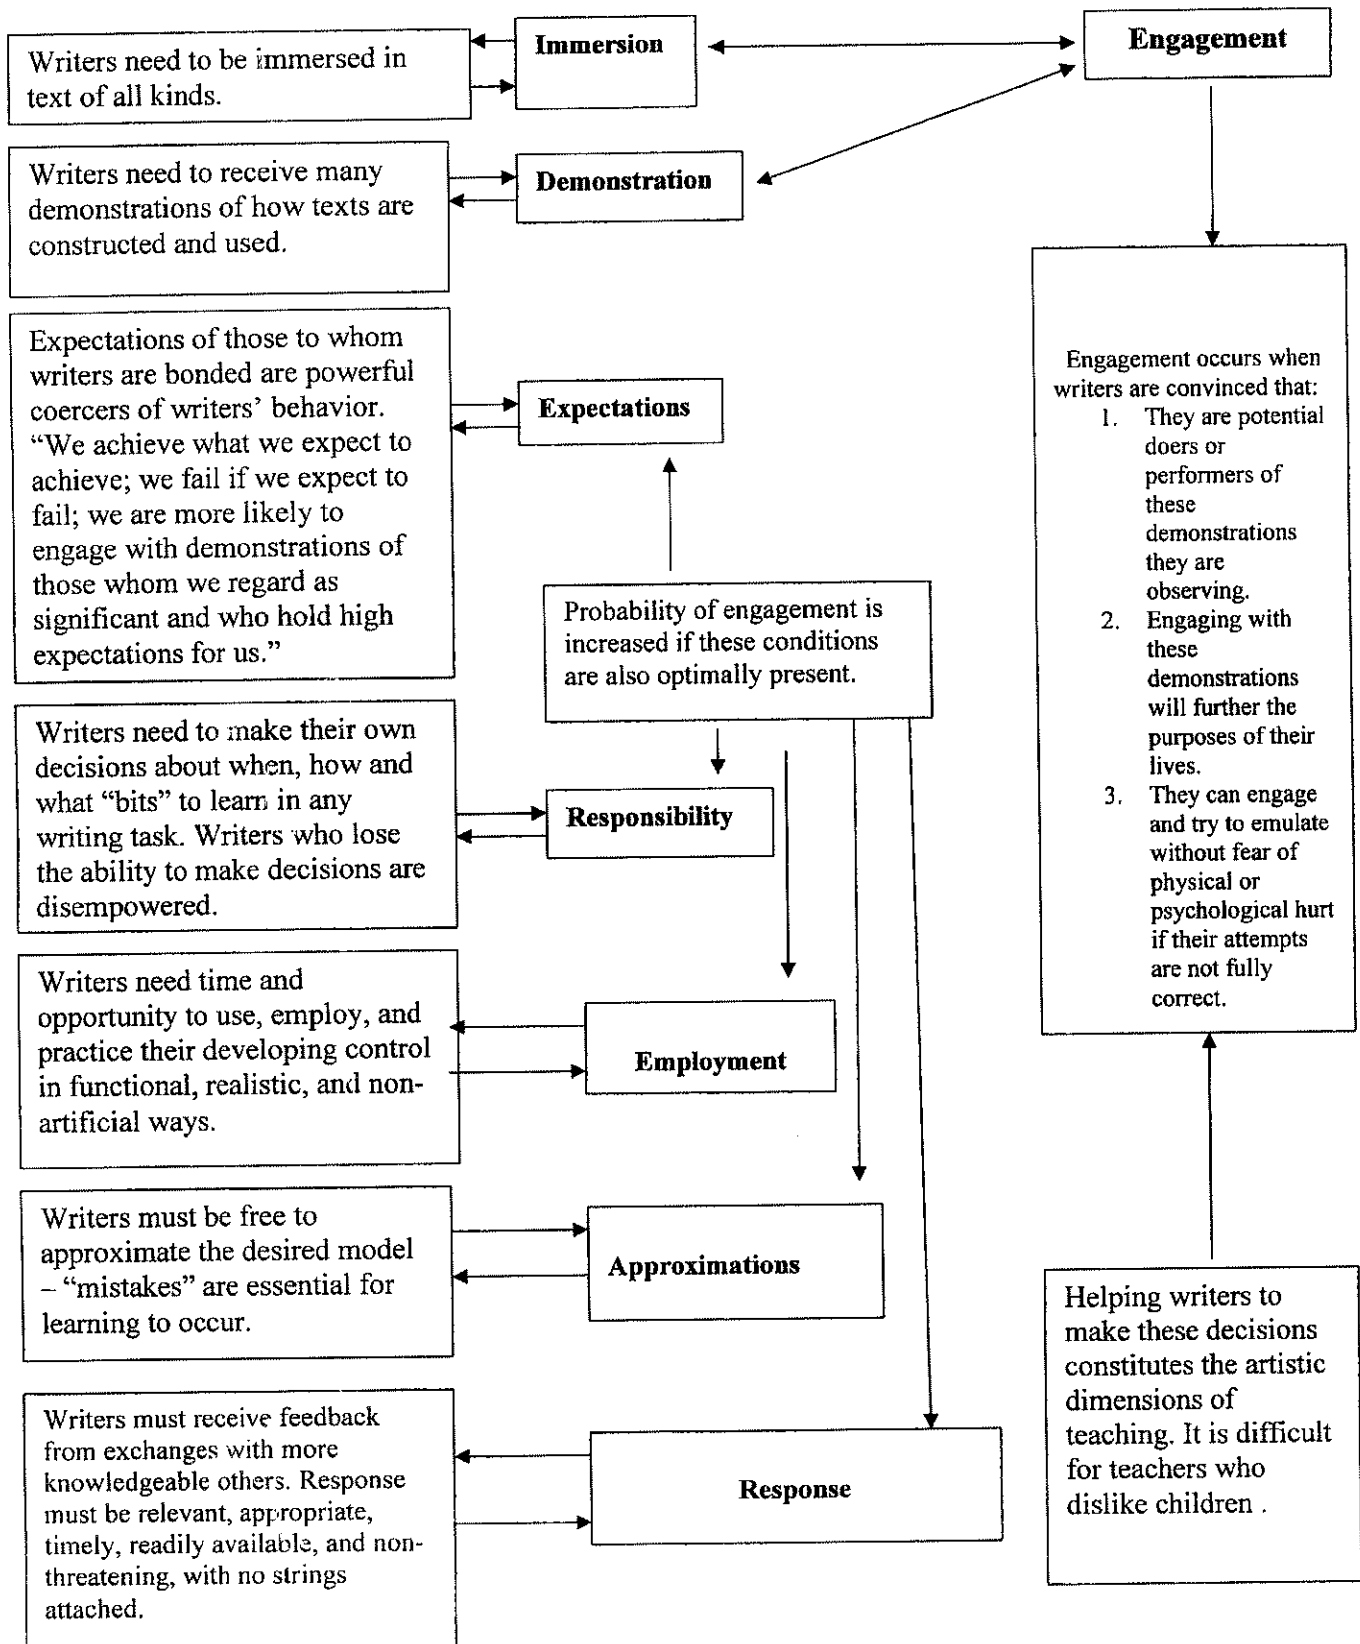 Immersion
Engagement
Writers need to be immersed in
text of all kinds.
Demonstration
Writers need to receive many
demonstrations of how texts are
constructed and used.
Expectations of those to whom
writers are bonded are powerful
coercers of writers’ behavior.
“We achieve what we expect to
achieve; we fail if we expect to
fail; we are more likely to
engage with demonstrations of
those whom we regard as
significant and who hold high
expectations for us.”
Expectations
Engagement occurs when
writers are convinced that:
1. They are potential
doers or
performers of
these
demonstrations
they are
observing.
2. Engaging with
these
demonstrations
will further the
purposes of their
lives.
3. They can engage
and try to emulate
without fear of
physical or
psychological hurt
if their attempts
are not fully
correct.
Probability of engagement is
increased if these conditions
are also optimally present.
Writers need to make their own
decisions about when, how and
what “bits” to learn in any
writing task. Writers who lose
the ability to make decisions are
disempowered.
Responsibility
Writers need time and
opportunity to use, employ, and
practice their developing control
in functional, realistic, and non-
artificial ways.
Employment
Writers must be free to
approximate the desired model
– “mistakes” are essential for
learning to occur.
Approximations
Helping writers to
make these decisions
constitutes the artistic
dimensions of
teaching. It is difficult
for teachers who
dislike children .
Writers must receive feedback
from exchanges with more
knowledgeable others. Response
must be relevant, appropriate,
timely, readily available, and non-
threatening, with no strings
attached.
Response